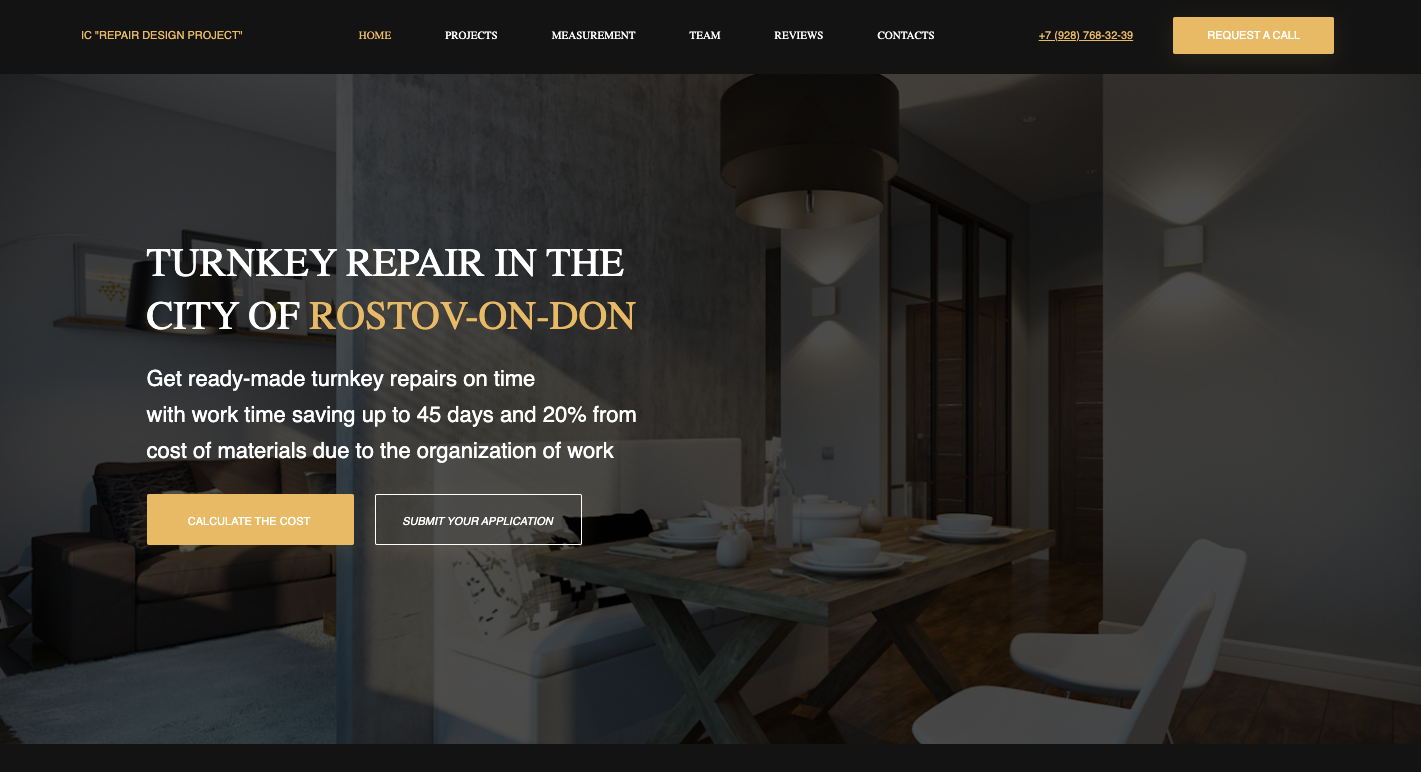 IC "REPAIR DESIGN PROJECT"
HOME
PROJECTS
MEASUREMENT
TEAM
REVIEWS
CONTACTS
+7 (928) 768-32-39
REQUEST A CALL
TURNKEY REPAIR IN THE
CITY OF ROSTOV-ON-DON
Get ready-made turnkey repairs on time
with work time saving up to 45 days and 20% from
cost of materials due to the organization of work
CALCULATE THE COST
SUBMIT YOUR APPLICATION